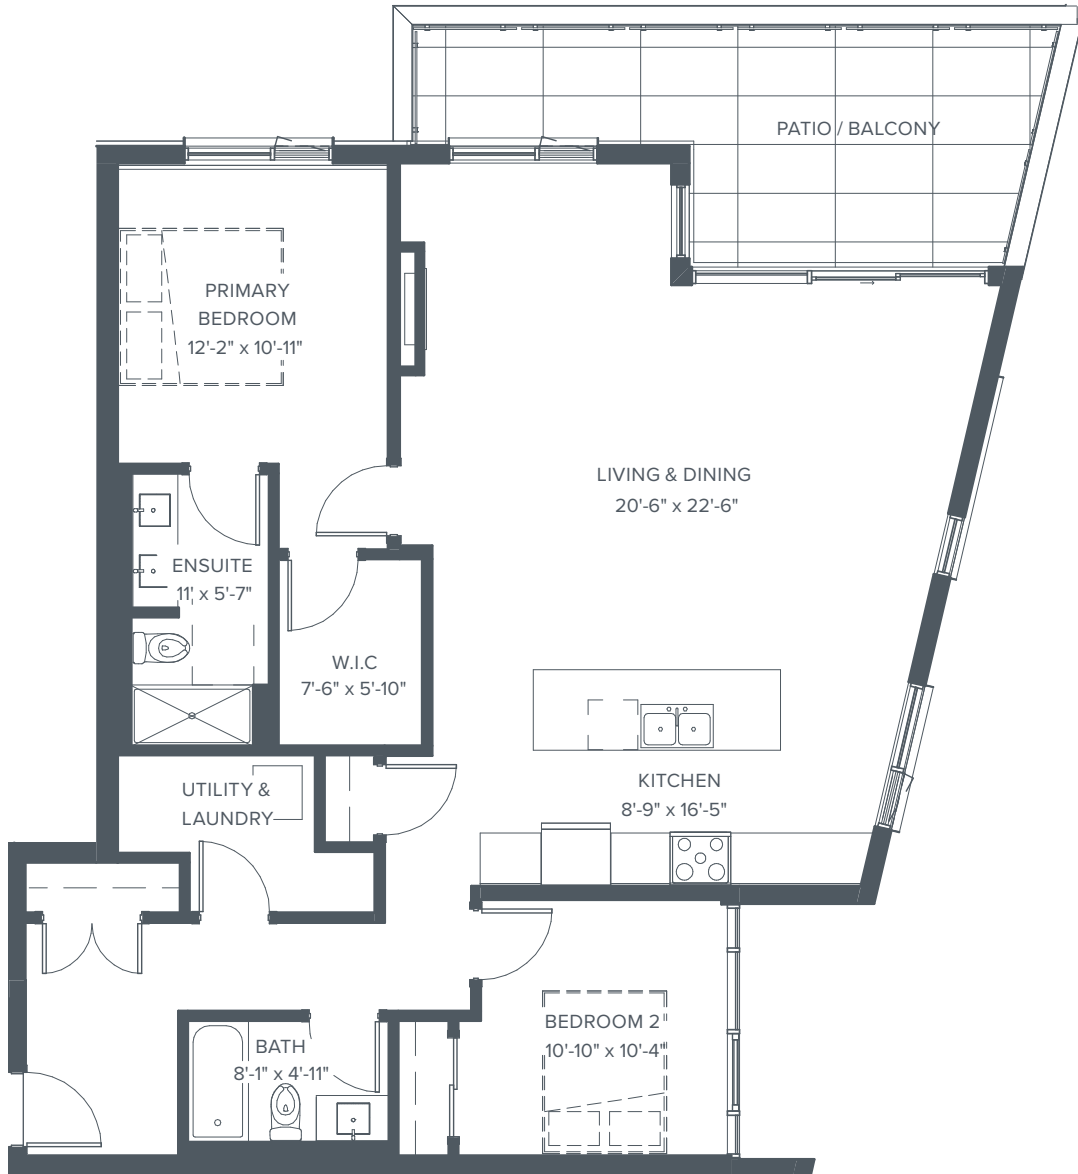 PATIO / BALCONY
PRIMARY
BEDROOM
12'-2" x 10'-11"
LIVING & DINING
20'-6" x 22'-6"
ENSUITE
11' x 5'-7"
W.I.C
7'-6" x 5'-10"
KITCHEN
8'-9" x 16'-5"
UTILITY &
LAUNDRY
BEDROOM 2
10'-10" x 10'-4"
BATH
8'-1" x 4'-11"